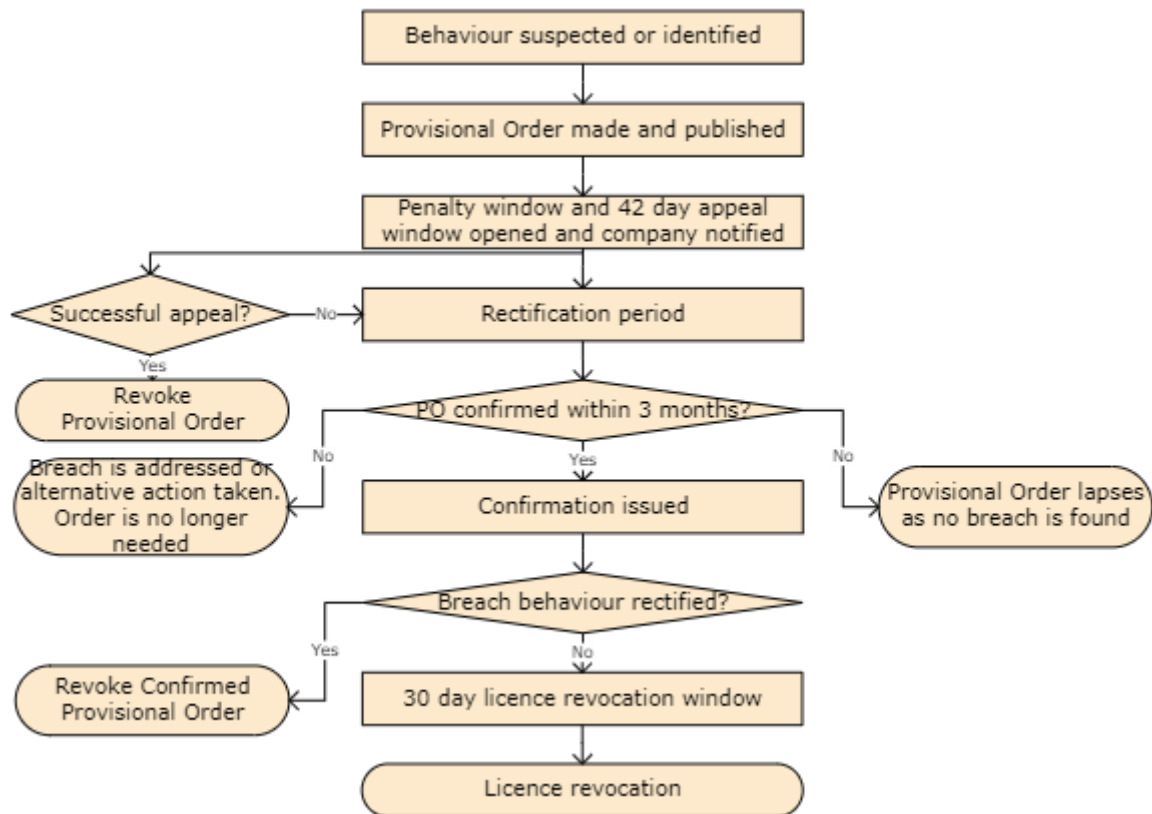 Behaviour suspected or identified
Provisional Order made and published
Penalty window and 42 day appeal
window opened and company notified
Successful appeal?
No
Rectification period
Yes
Revoke
Provisional Order
PO confirmed within 3 months?
No
Yes
No
Breach is addressed or
alternative action taken.
Order is no longer
needed
Confirmation issued
Provisional Order lapses
as no breach is found
Breach behaviour rectified?
Yes
No
Revoke Confirmed
Provisional Order
30 day licence revocation window
Licence revocation